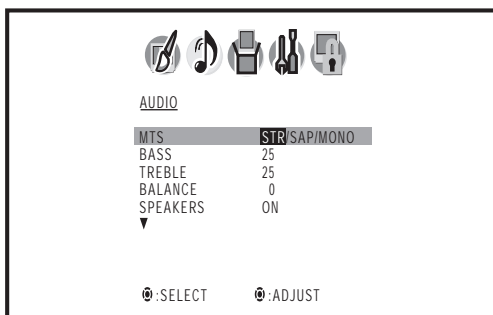 AUDIO
MTS STR/SAP/MONO
BASS 25
TREBLE 25
BALANCE 0
SPEAKERS ON
:SELECT :ADJUST